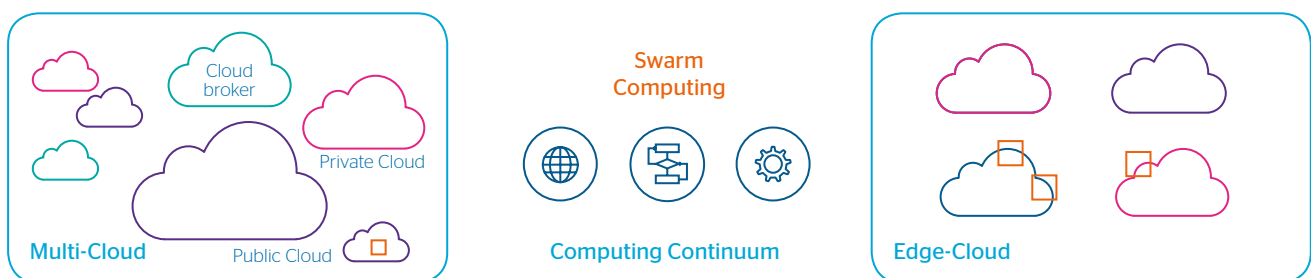 Cloud
broker
Private Cloud
Public Cloud
Multi-Cloud
Swarm
Computing
Computing Continuum
Edge-Cloud